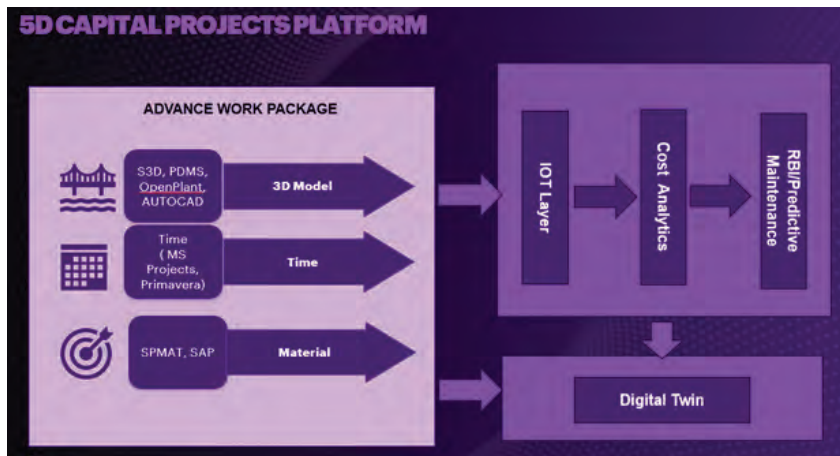 5D CAPITAL PROJECTS PLATFORM
ADVANCE WORK PACKAGE
S3D, PDMS,
OpenPlant,
AUTOCAD
3D Model
Time
( MS
Projects,
Primavera)
Time
SPMAT, SAP
Material
IOT Layer
Cost Analytics
RBI/Predictive
Maintenance
Digital Twin